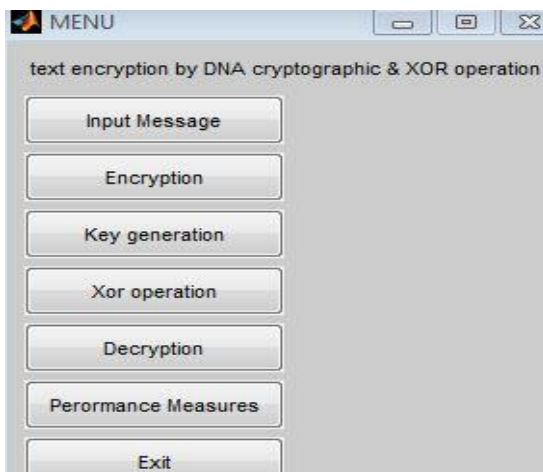 MENU
text encryption by DNA cryptographic & XOR operation
Input Message
Encryption
Key generation
Xor operation
Decryption
Perormance Measures
Exit